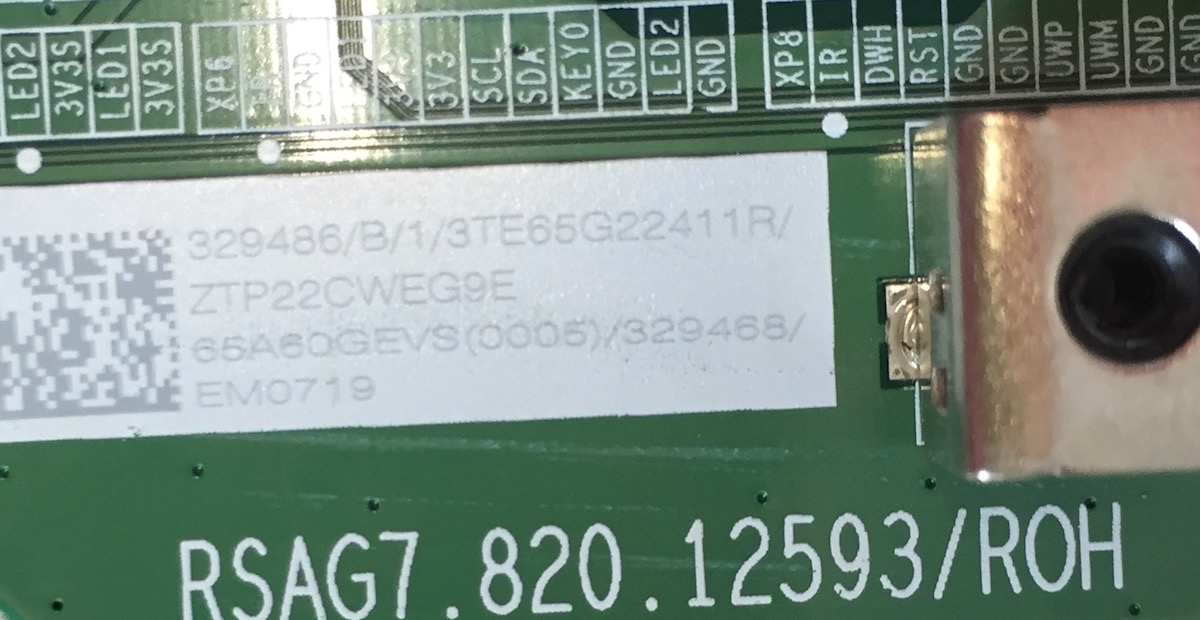 LED2 3V3S LED1 3V3S
XP6 IR GND 3V3 SCL SDA KEY0 GND LED2 GND
XP8 IR DWH RST GND GND UWP UWM GND GND
329486/B/1/3TE65G22411R/
ZTP22CWEG9E
65A60GEVS(0005)/329468/
EM0719
RSAG7.820.12593/ROH